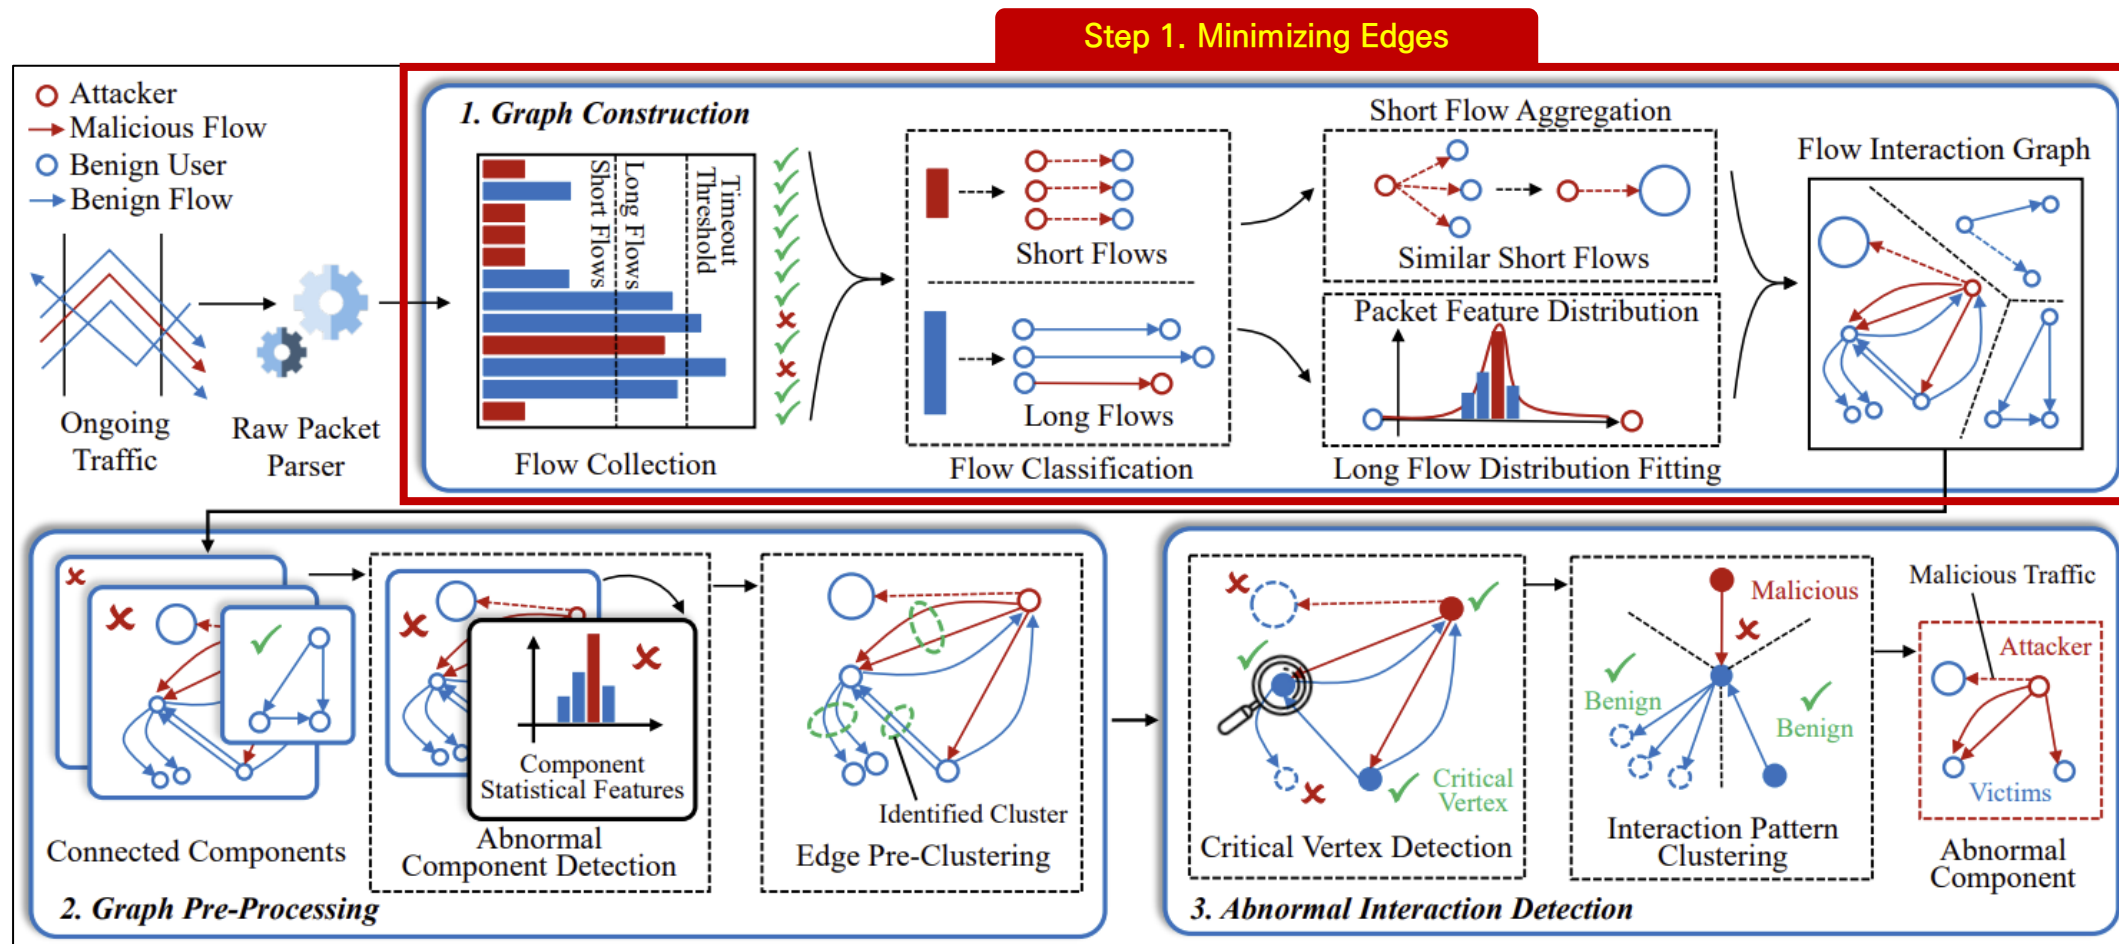 Step 1. Minimizing Edges
Attacker
Malicious Flow
Benign User
Benign Flow
Ongoing
Traffic
Raw Packet
Parser
1. Graph Construction
Short Flows
Long Flows
Timeout
Threshold
Flow Collection
Short Flows
Long Flows
Flow Classification
Short Flow Aggregation
Similar Short Flows
Packet Feature Distribution
Long Flow Distribution Fitting
Flow Interaction Graph
Connected Components
Component
Statistical Features
Abnormal
Component Detection
Identified Cluster
Edge Pre-Clustering
2. Graph Pre-Processing
Critical
Vertex
Critical Vertex Detection
Malicious
Benign
Benign
Interaction Pattern
Clustering
Malicious Traffic
Attacker
Victims
Abnormal
Component
3. Abnormal Interaction Detection